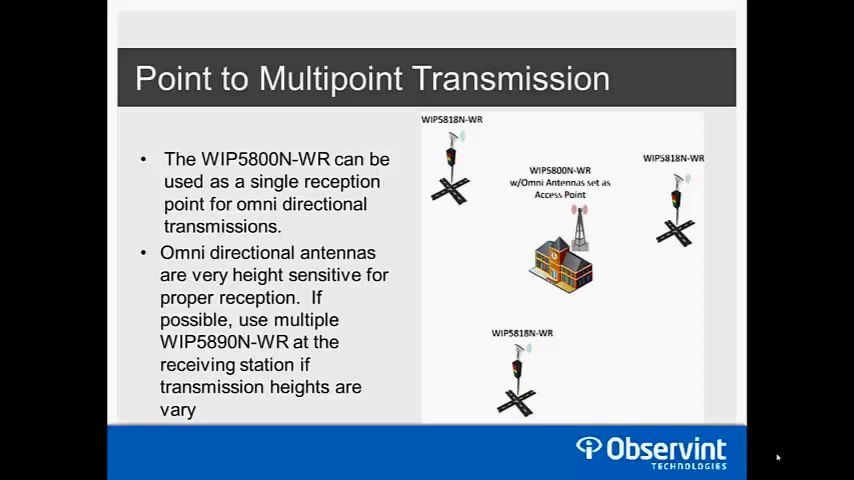 Point to Multipoint Transmission
• The WIP5800N-WR can be
used as a single reception
point for omni directional
transmissions.
• Omni directional antennas
are very height sensitive for
proper reception. If
possible, use multiple
WIP5890N-WR at the
receiving station if
transmission heights are
vary
WIP5818N-WR
WIP5800N-WR
w/Omni Antennas set as
Access Point
WIP5818N-WR
WIP5818N-WR
Observint
TECHNOLOGIES